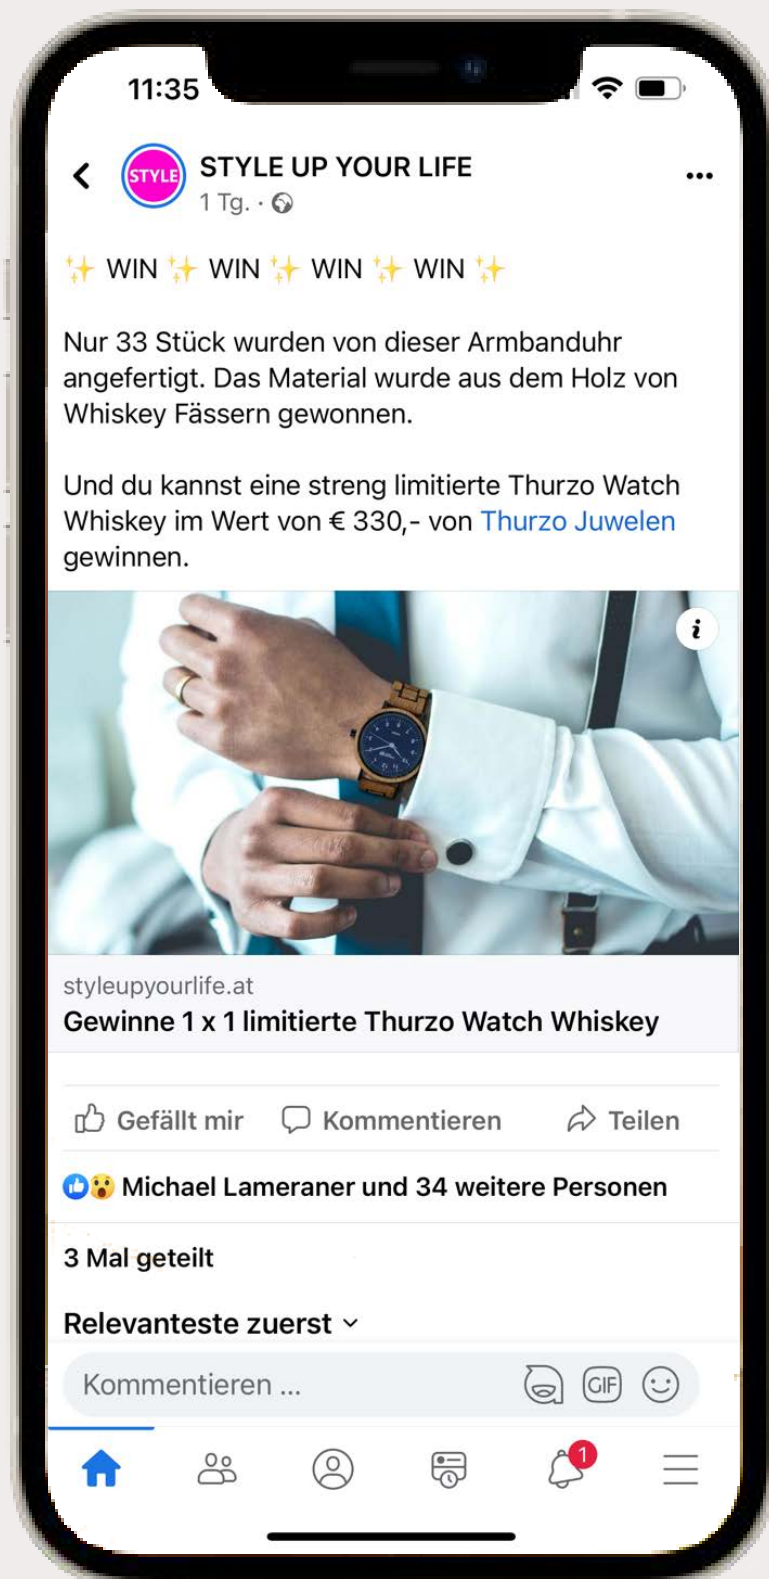 11:35
STYLE
STYLE UP YOUR LIFE
1 Tg. ·
✨ WIN ✨ WIN ✨ WIN ✨ WIN ✨
Nur 33 Stück wurden von dieser Armbanduhr
angefertigt. Das Material wurde aus dem Holz von
Whiskey Fässern gewonnen.
Und du kannst eine streng limitierte Thurzo Watch
Whiskey im Wert von € 330,- von Thurzo Juwelen
gewinnen.
i
styleupyourlife.at
Gewinne 1 x 1 limitierte Thurzo Watch Whiskey
Gefällt mir Kommentieren Teilen
Michael Lameraner und 34 weitere Personen
3 Mal geteilt
Relevanteste zuerst
Kommentieren ... GIF
1